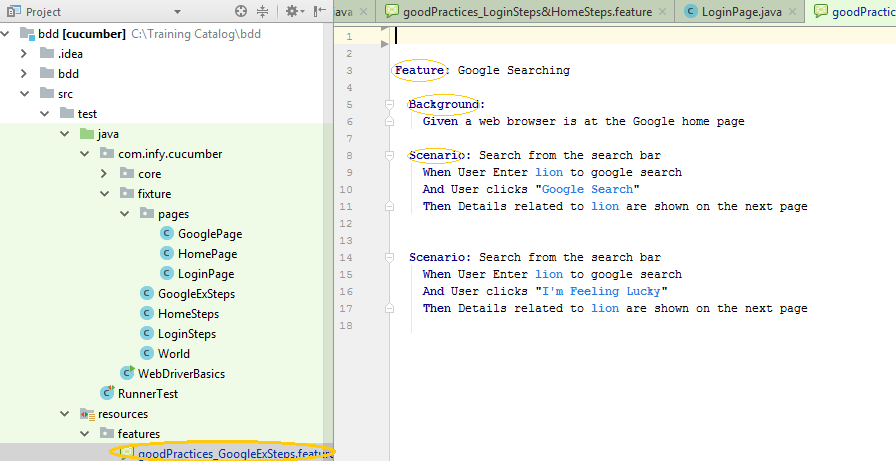 Project
bdd [cucumber] C:\Training Catalog\bdd
.idea
bdd
src
test
java
com.infy.cucumber
core
fixture
pages
GooglePage
HomePage
LoginPage
GoogleExSteps
HomeSteps
LoginSteps
World
WebDriverBasics
RunnerTest
resources
features
goodPractices_GoogleExSteps.feature
java goodPractices_LoginSteps&HomeSteps.feature LoginPage.java goodPractic
1
2
3 Feature: Google Searching
4
5 Background:
6 Given a web browser is at the Google home page
7
8 Scenario: Search from the search bar
9 When User Enter lion to google search
10 And User clicks "Google Search"
11 Then Details related to lion are shown on the next page
12
13
14 Scenario: Search from the search bar
15 When User Enter lion to google search
16 And User clicks "I'm Feeling Lucky"
17 Then Details related to lion are shown on the next page
18